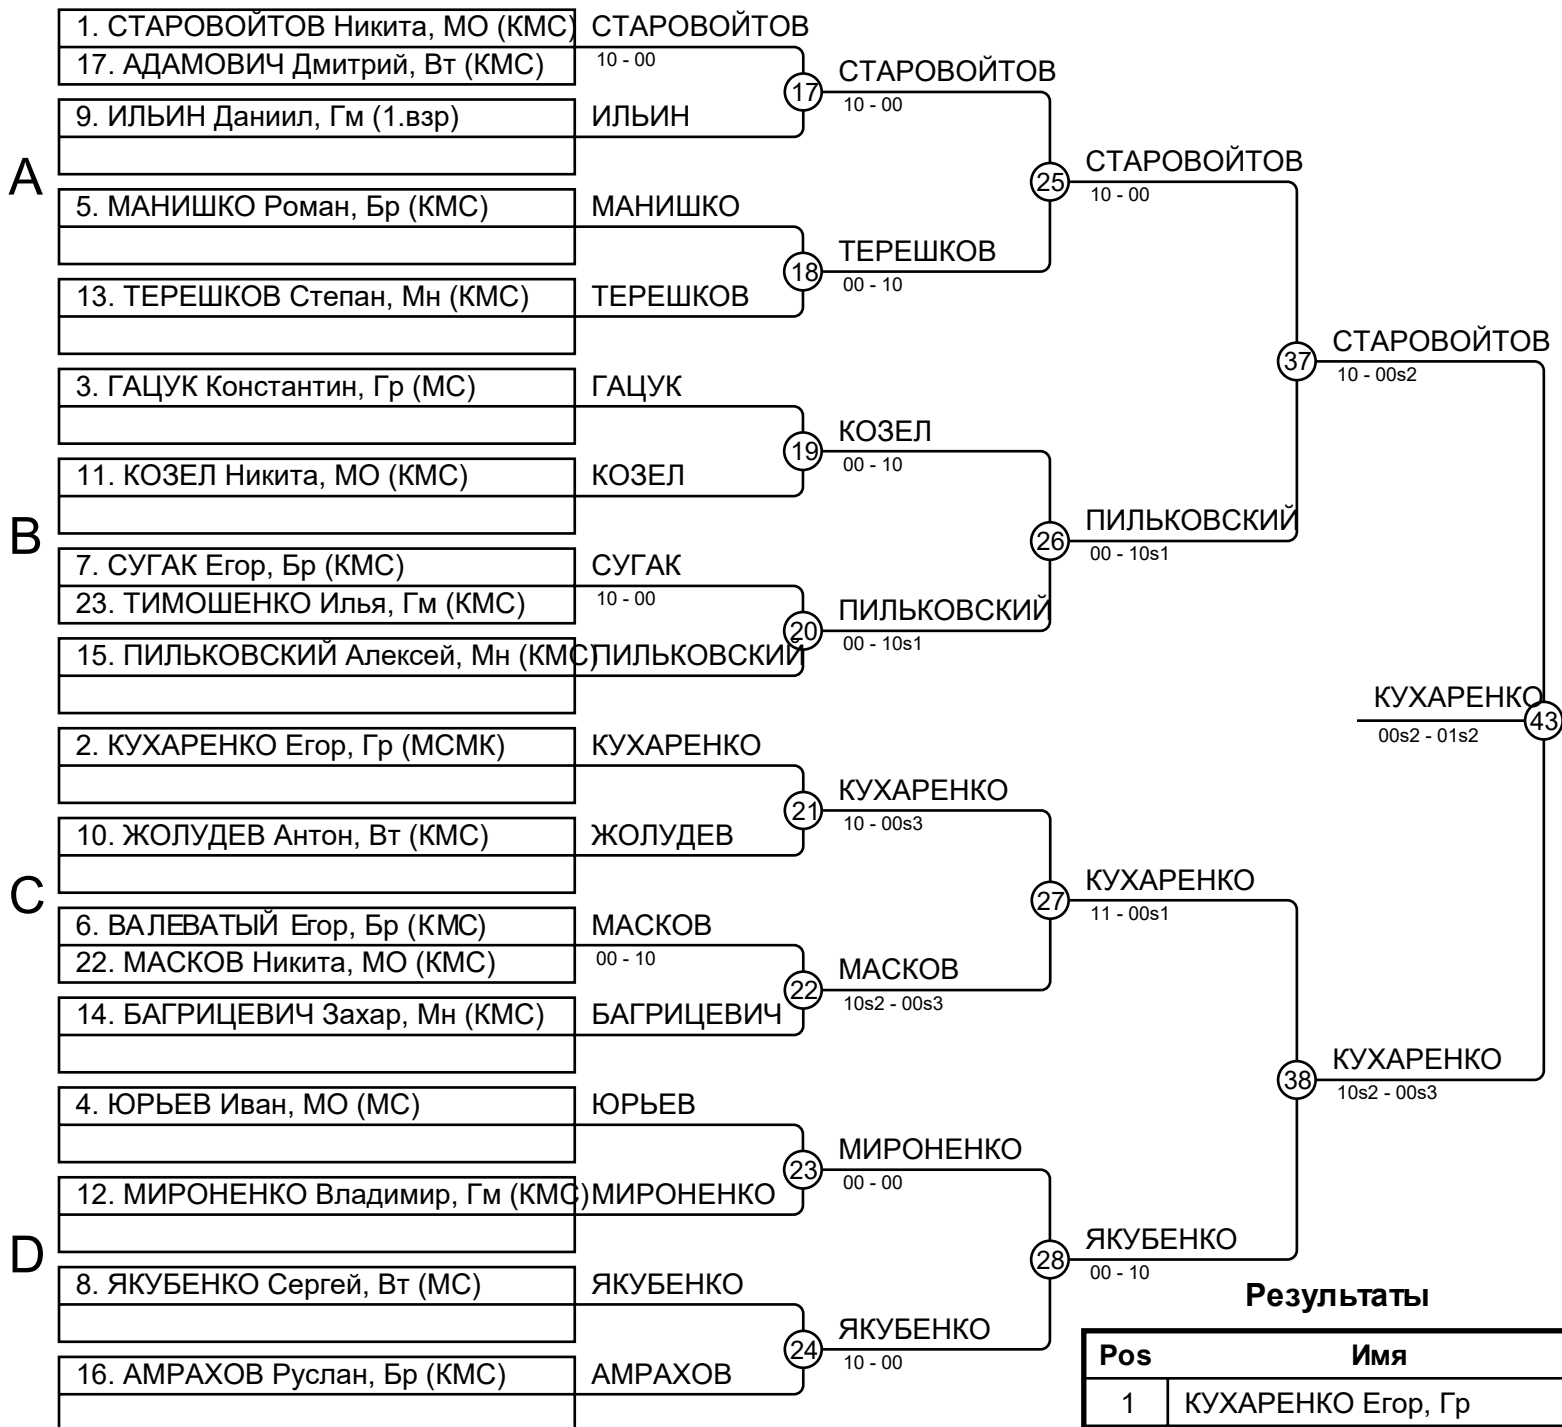 1. СТАРОВОЙТОВ Никита, МО (КМС)
17. АДАМОВИЧ Дмитрий, Вт (КМС)
СТАРОВОЙТОВ
10 - 00
9. ИЛЬИН Даниил, Гм (1.взр)
ИЛЬИН
17
СТАРОВОЙТОВ
10 - 00
A
5. МАНИШКО Роман, Бр (КМС)
МАНИШКО
13. ТЕРЕШКОВ Степан, Мн (КМС)
ТЕРЕШКОВ
18
ТЕРЕШКОВ
00 - 10
25
СТАРОВОЙТОВ
10 - 00
3. ГАЦУК Константин, Гр (МС)
ГАЦУК
11. КОЗЕЛ Никита, МО (КМС)
КОЗЕЛ
19
КОЗЕЛ
00 - 10
B
7. СУГАК Егор, Бр (КМС)
23. ТИМОШЕНКО Илья, Гм (КМС)
СУГАК
10 - 00
15. ПИЛЬКОВСКИЙ Алексей, Мн (КМС)
ПИЛЬКОВСКИЙ
20
ПИЛЬКОВСКИЙ
00 - 10s1
26
ПИЛЬКОВСКИЙ
00 - 10s1
37
СТАРОВОЙТОВ
10 - 00s2
2. КУХАРЕНКО Егор, Гр (МСМК)
КУХАРЕНКО
10. ЖОЛУДЕВ Антон, Вт (КМС)
ЖОЛУДЕВ
21
КУХАРЕНКО
10 - 00s3
C
6. ВАЛЕВАТЫЙ Егор, Бр (КМС)
22. МАСКОВ Никита, МО (КМС)
МАСКОВ
00 - 10
14. БАГРИЦЕВИЧ Захар, Мн (КМС)
БАГРИЦЕВИЧ
22
МАСКОВ
10s2 - 00s3
27
КУХАРЕНКО
11 - 00s1
4. ЮРЬЕВ Иван, МО (МС)
ЮРЬЕВ
12. МИРОНЕНКО Владимир, Гм (КМС)
МИРОНЕНКО
23
МИРОНЕНКО
00 - 00
D
8. ЯКУБЕНКО Сергей, Вт (МС)
ЯКУБЕНКО
16. АМРАХОВ Руслан, Бр (КМС)
АМРАХОВ
24
ЯКУБЕНКО
10 - 00
28
ЯКУБЕНКО
00 - 10
38
КУХАРЕНКО
10s2 - 00s3
КУХАРЕНКО
43
00s2 - 01s2
Результаты
Pos Имя
1 КУХАРЕНКО Егор, Гр